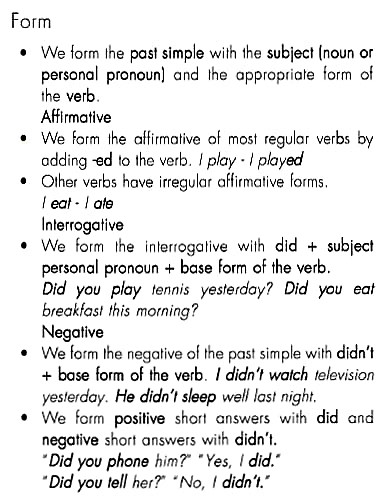 Form
• We form the past simple with the subject (noun or
personal pronoun) and the appropriate form of
the verb.
Affirmative
• We form the affirmative of most regular verbs by
adding -ed to the verb. I play - I played
• Other verbs have irregular affirmative forms.
I eat - I ate
Interrogative
• We form the interrogative with did + subject
personal pronoun + base form of the verb.
Did you play tennis yesterday? Did you eat
breakfast this morning?
Negative
• We form the negative of the past simple with didn't
+ base form of the verb. I didn't watch television
yesterday. He didn't sleep well last night.
• We form positive short answers with did and
negative short answers with didn't.
"Did you phone him?" "Yes, I did."
"Did you tell her?" "No, I didn't."